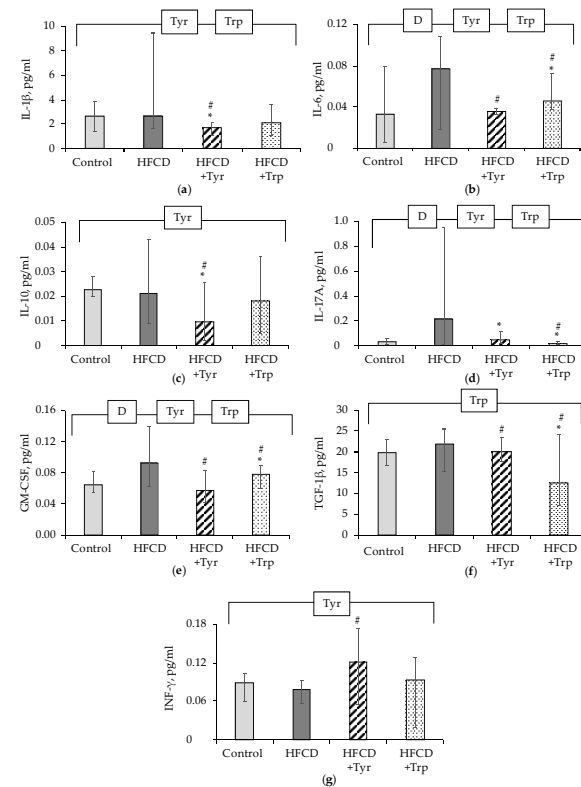 Tyr Trp
IL-1β, pg/ml
10
8
6
4
2
0
#
*
Control HFCD HFCD HFCD
+Tyr +Trp
(a)
D Tyr Trp
IL-6, pg/ml
0.12
0.08
0.04
0.00
#
#
*
Control HFCD HFCD HFCD
+Tyr +Trp
(b)
Tyr
IL-10, pg/ml
0.05
0.04
0.03
0.02
0.01
0
#
*
Control HFCD HFCD HFCD
+Tyr +Trp
(c)
D Tyr Trp
IL-17A, pg/ml
1.0
0.8
0.6
0.4
0.2
0
*
#
*
Control HFCD HFCD HFCD
+Tyr +Trp
(d)
D Tyr Trp
GM-CSF, pg/ml
0.16
0.12
0.08
0.04
0.00
#
#
*
Control HFCD HFCD HFCD
+Tyr +Trp
(e)
Trp
TGF-1β, pg/ml
30
25
20
15
10
5
0
#
#
*
Control HFCD HFCD HFCD
+Tyr +Trp
(f)
Tyr
INF-γ, pg/ml
0.18
0.12
0.06
0
#
Control HFCD HFCD HFCD
+Tyr +Trp
(g)